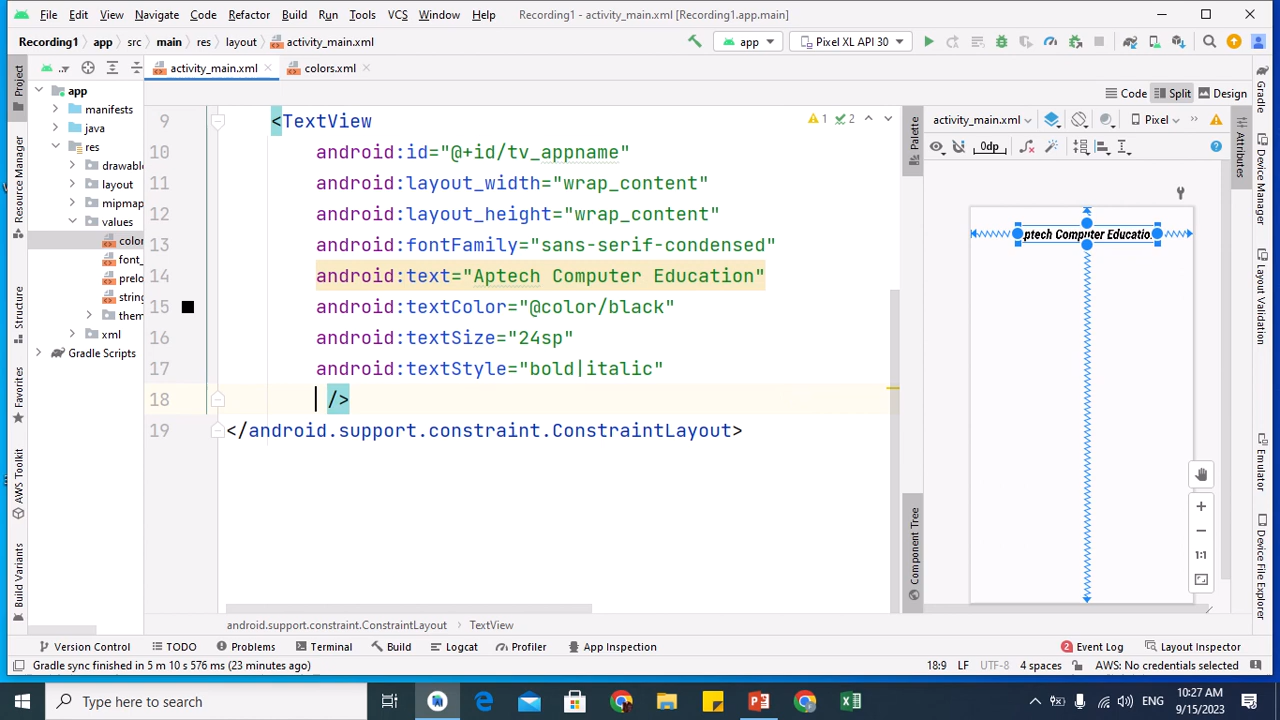 File Edit View Navigate Code Refactor Build Run Tools VCS Window Help Recording1 - activity_main.xml [Recording1.app.main]
Recording1 app src main res layout activity_main.xml app Pixel XL API 30
activity_main.xml colors.xml
Code Split Design
Project
Resource Manager
Structure
Favorites
AWS Toolkit
Build Variants
app
manifests
java
res
drawable
layout
mipmap
values
color
font_
prelo
string
them
xml
Gradle Scripts
9 <TextView
10 android:id="@+id/tv_appname"
11 android:layout_width="wrap_content"
12 android:layout_height="wrap_content"
13 android:fontFamily="sans-serif-condensed"
14 android:text="Aptech Computer Education"
15 android:textColor="@color/black"
16 android:textSize="24sp"
17 android:textStyle="bold|italic"
18 />
19 </android.support.constraint.ConstraintLayout>
1 2
android.support.constraint.ConstraintLayout TextView
Palette
Component Tree
activity_main.xml Pixel
0dp
ptech Computer Educatio
1:1
Attributes
Gradle
Device Manager
Layout Validation
Emulator
Device File Explorer
Version Control TODO Problems Terminal Build Logcat Profiler App Inspection 2 Event Log Layout Inspector
Gradle sync finished in 5 m 10 s 576 ms (23 minutes ago) 18:9 LF UTF-8 4 spaces AWS: No credentials selected
Type here to search
ENG
10:27 AM
9/15/2023